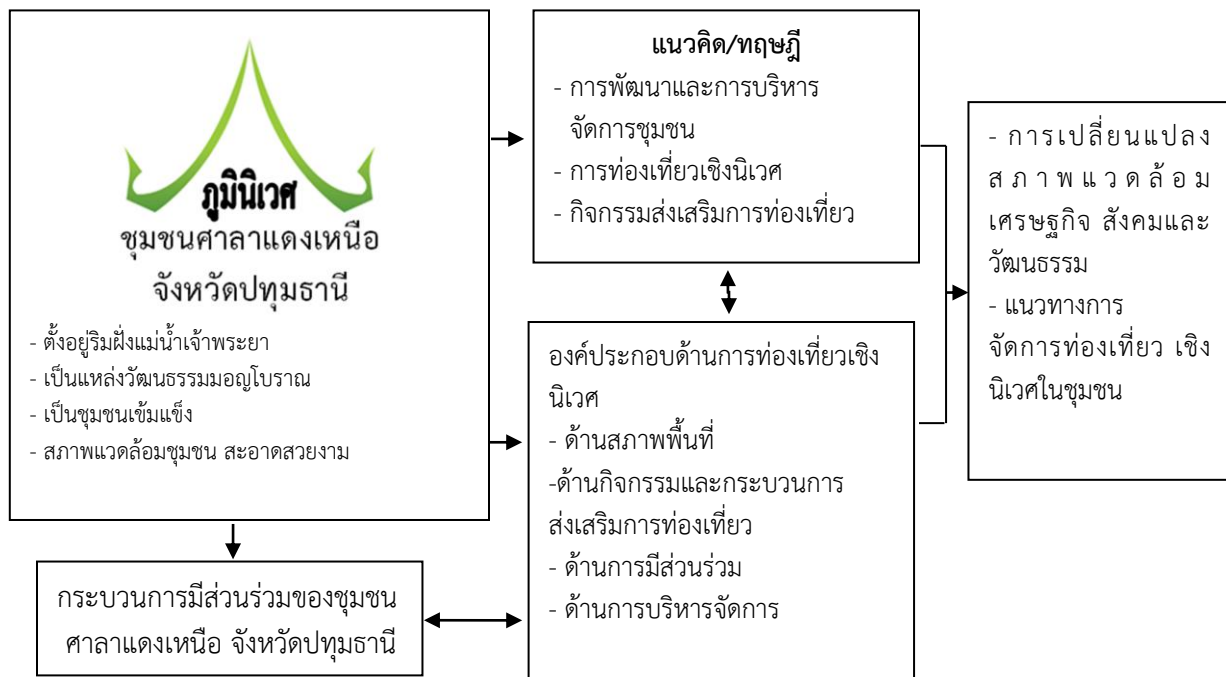 ภูมินิเวศ
ชุมชนศาลาแดงเหนือ
จังหวัดปทุมธานี
- ตั้งอยู่ริมฝั่งแม่น้ำเจ้าพระยา
- เป็นแหล่งวัฒนธรรมมอญโบราณ
- เป็นชุมชนเข้มแข็ง
- สภาพแวดล้อมชุมชน สะอาดสวยงาม
กระบวนการมีส่วนร่วมของชุมชน
ศาลาแดงเหนือ จังหวัดปทุมธานี
แนวคิด/ทฤษฎี
- การพัฒนาและการบริหาร
จัดการชุมชน
- การท่องเที่ยวเชิงนิเวศ
- กิจกรรมส่งเสริมการท่องเที่ยว
องค์ประกอบด้านการท่องเที่ยวเชิง
นิเวศ
- ด้านสภาพพื้นที่
-ด้านกิจกรรมและกระบวนการ
ส่งเสริมการท่องเที่ยว
- ด้านการมีส่วนร่วม
- ด้านการบริหารจัดการ
- การเปลี่ยนแปลง
สภาพแวดล้อม
เศรษฐกิจ สังคมและ
วัฒนธรรม
- แนวทางการ
จัดการท่องเที่ยว เชิง
นิเวศในชุมชน